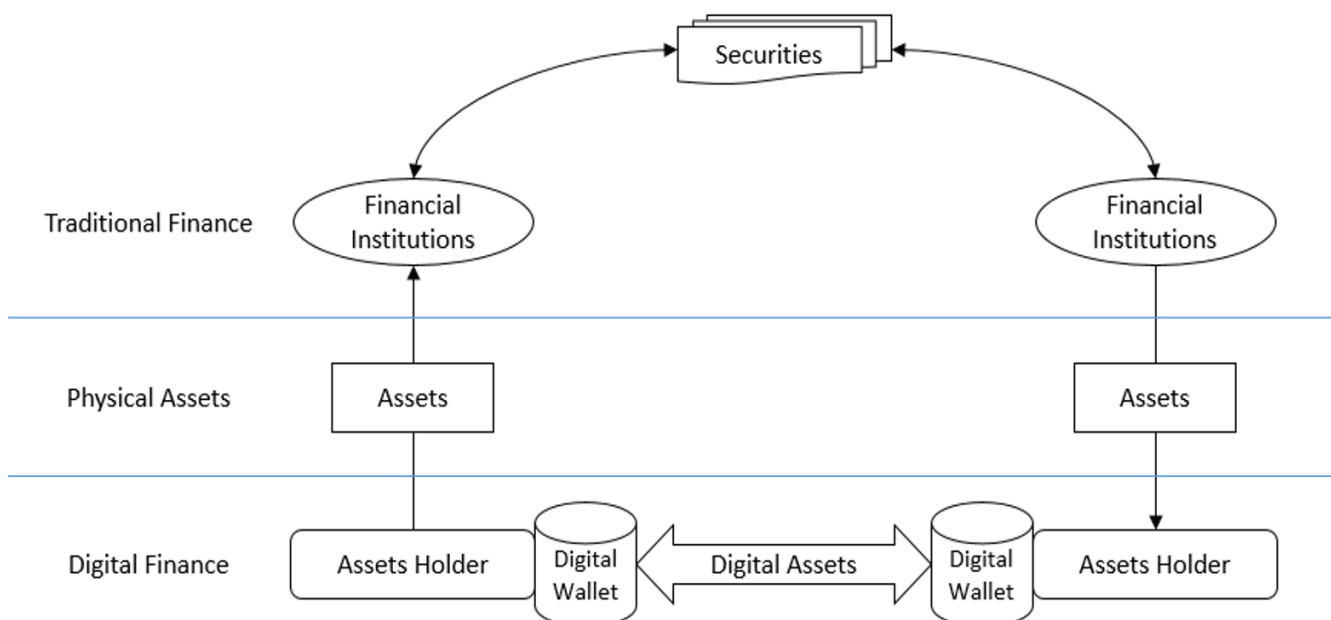 Securities
Traditional Finance
Financial
Institutions
Financial
Institutions
Physical Assets
Assets
Assets
Digital Finance
Assets Holder
Digital
Wallet
Digital Assets
Digital
Wallet
Assets Holder